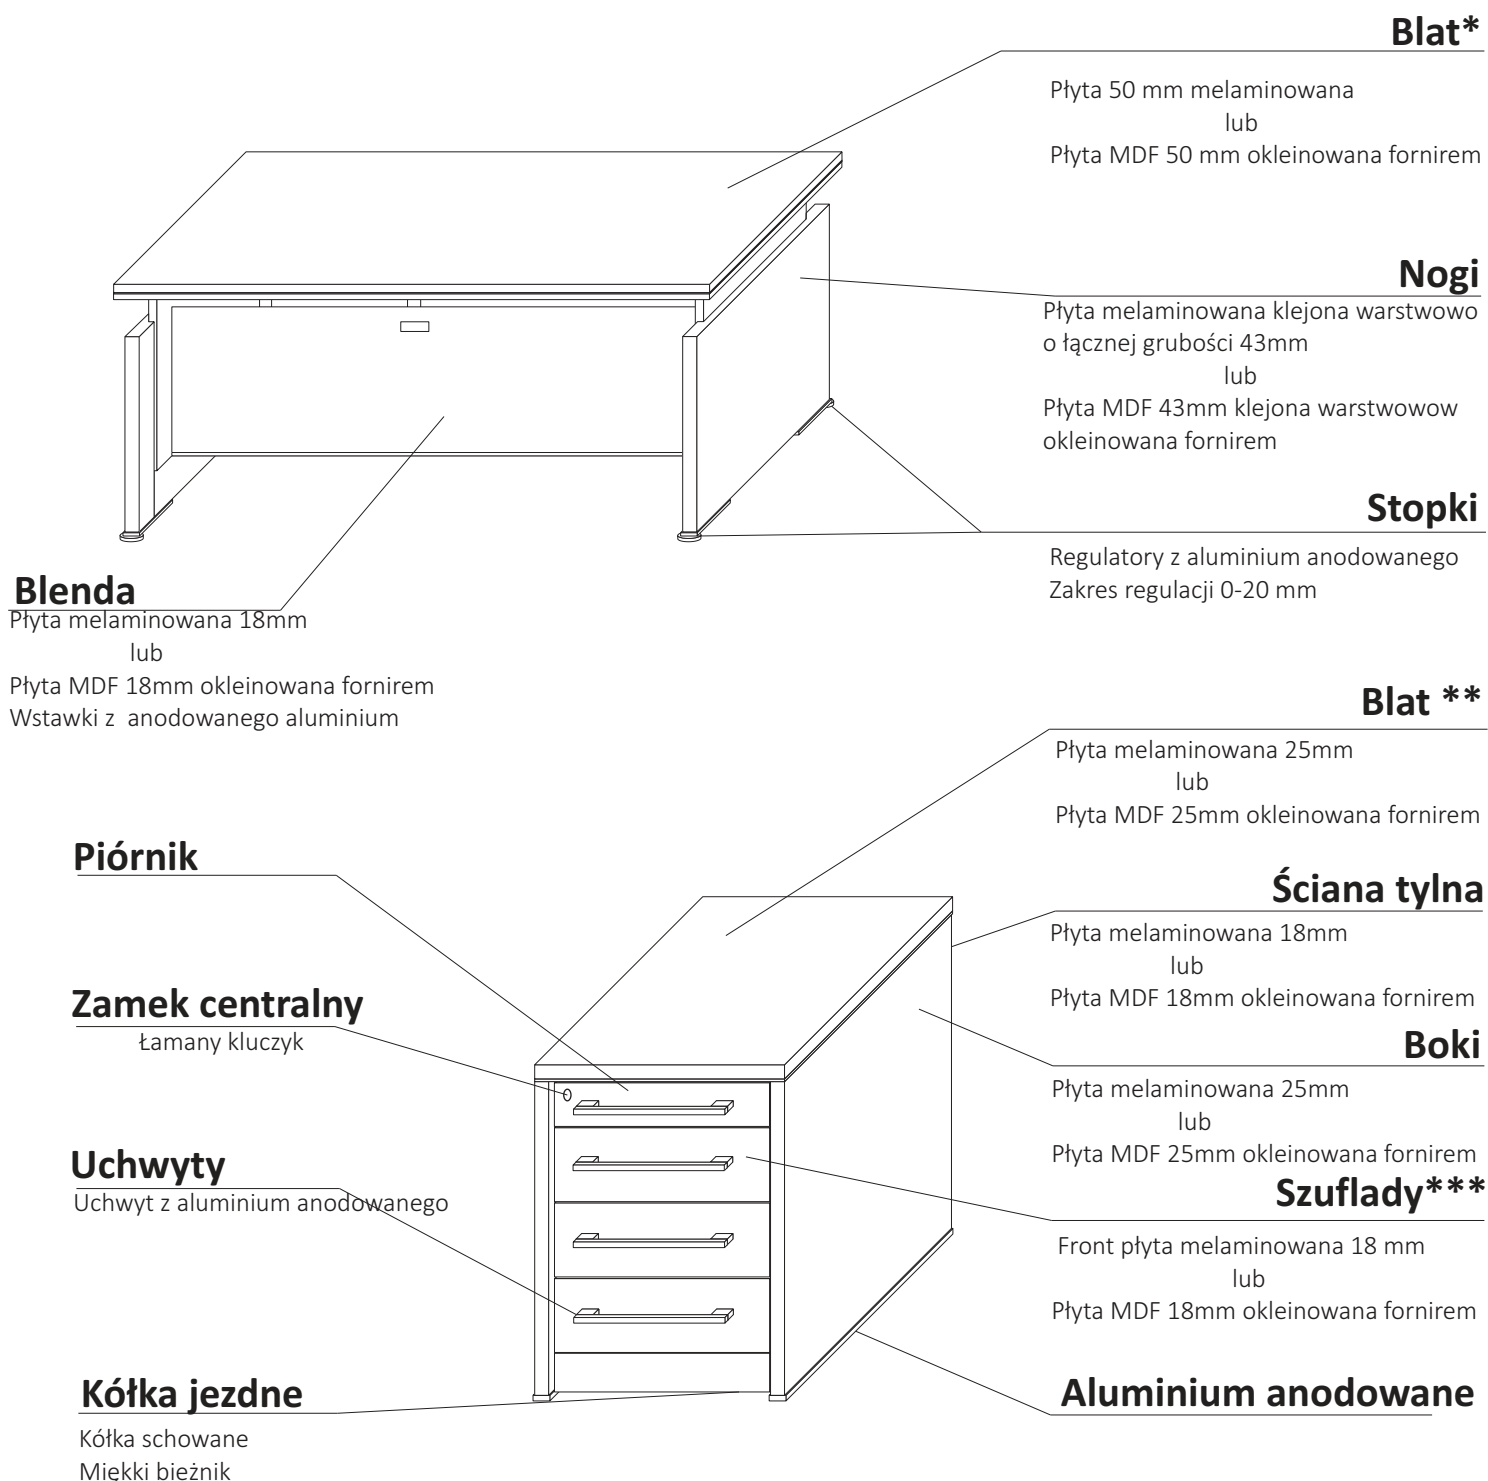 Blat*
Płyta 50 mm melaminowana
lub
Płyta MDF 50 mm okleinowana fornirem
Nogi
Płyta melaminowana klejona warstwowo
o łącznej grubości 43mm
lub
Płyta MDF 43mm klejona warstwowow
okleinowana fornirem
Stopki
Regulatory z aluminium anodowanego
Zakres regulacji 0-20 mm
Blenda
Płyta melaminowana 18mm
lub
Płyta MDF 18mm okleinowana fornirem
Wstawki z anodowanego aluminium
Blat **
Płyta melaminowana 25mm
lub
Płyta MDF 25mm okleinowana fornirem
Piórnik
Ściana tylna
Płyta melaminowana 18mm
lub
Płyta MDF 18mm okleinowana fornirem
Zamek centralny
Łamany kluczyk
Boki
Płyta melaminowana 25mm
lub
Płyta MDF 25mm okleinowana fornirem
Uchwyty
Uchwyt z aluminium anodowanego
Szuflady***
Front płyta melaminowana 18 mm
lub
Płyta MDF 18mm okleinowana fornirem
Kółka jezdne
Kółka schowane
Miękki bieżnik
Aluminium anodowane